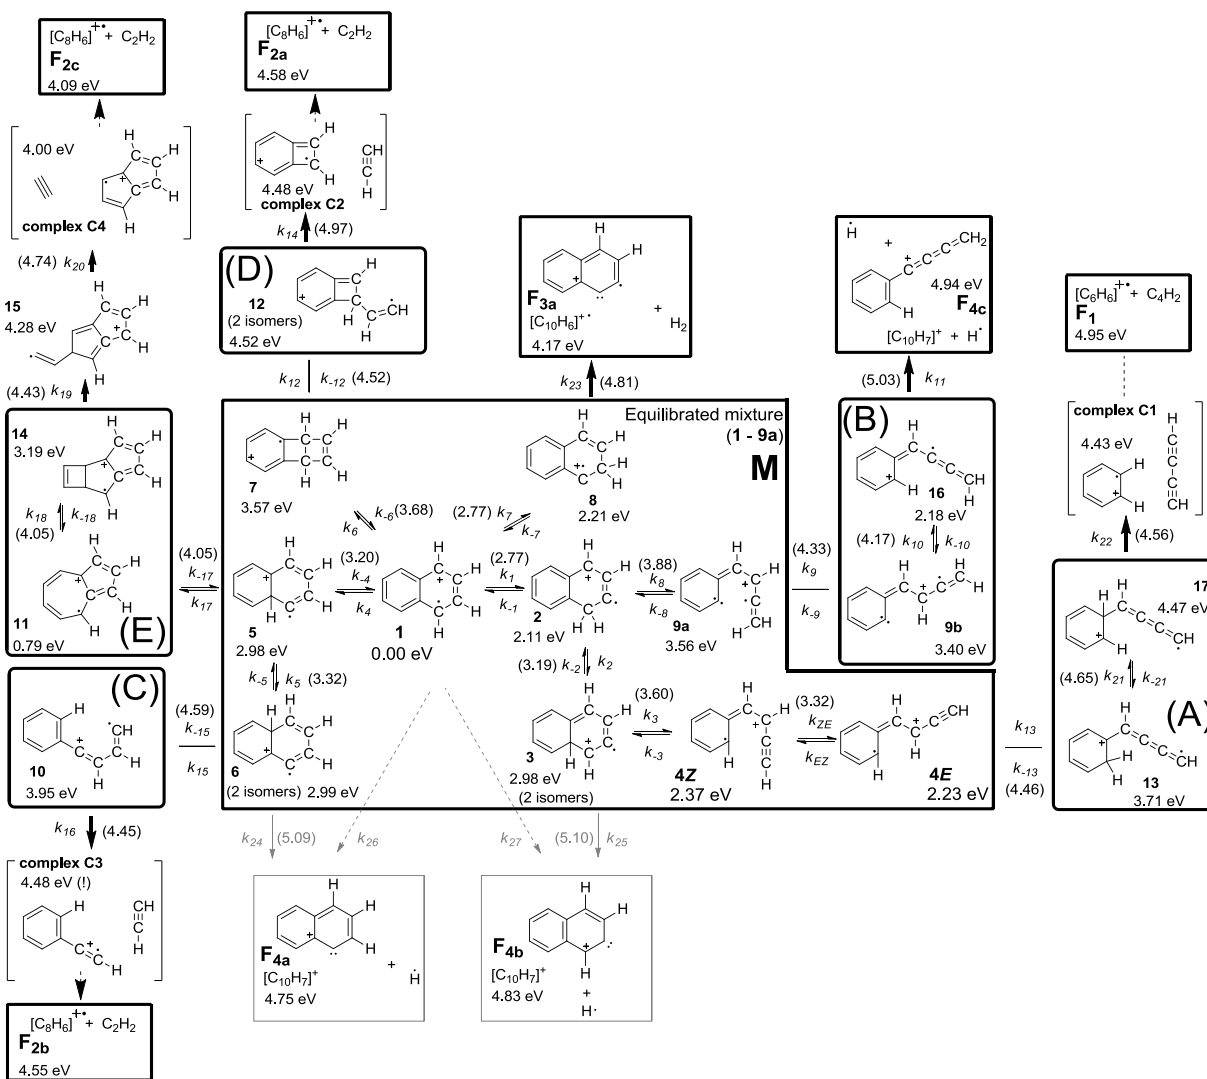 [C8H6]+• + C2H2
F2c
4.09 eV
[C8H6]+• + C2H2
F2a
4.58 eV
4.00 eV
complex C4
4.48 eV
complex C2
(4.74) k20
k14 (4.97)
15
4.28 eV
(D)
12
(2 isomers)
4.52 eV
F3a
[C10H6]+•
4.17 eV
+ H2
Ḣ +
4.94 eV
F4c
[C10H7]+ + H•
[C6H6]+• + C4H2
F1
4.95 eV
(4.43) k19
k12 k-12 (4.52)
k23 (4.81)
(5.03) k11
complex C1
4.43 eV
14
3.19 eV
k18 k-18
(4.05)
11
0.79 eV
(E)
(4.05)
k-17
k17
Equilibrated mixture
(1 - 9a)
M
7
3.57 eV
k6 k-6 (3.68)
(2.77) k7
k-7
8
2.21 eV
(3.20)
k-4
k4
(2.77)
k1
k-1
(3.88)
k8
k-8
5
2.98 eV
1
0.00 eV
2
2.11 eV
9a
3.56 eV
(4.33)
k9
k-9
(B)
16
2.18 eV
(4.17) k10 k-10
9b
3.40 eV
k22 (4.56)
17
4.47 eV
(4.65) k21 k-21
(A)
13
3.71 eV
(C)
10
3.95 eV
(4.59)
k-15
k15
k-5 k5 (3.32)
6
(2 isomers) 2.99 eV
(3.19) k-2 k2
3
2.98 eV
(2 isomers)
(3.60)
k3
k-3
4Z
2.37 eV
(3.32)
kZE
kEZ
4E
2.23 eV
k13
k-13
(4.46)
k16 (4.45)
k24 (5.09) k26
k27 (5.10) k25
complex C3
4.48 eV (!)
F4a
[C10H7]+
4.75 eV
+ Ḣ
F4b
[C10H7]+
4.83 eV
+
H·
[C8H6]+• + C2H2
F2b
4.55 eV